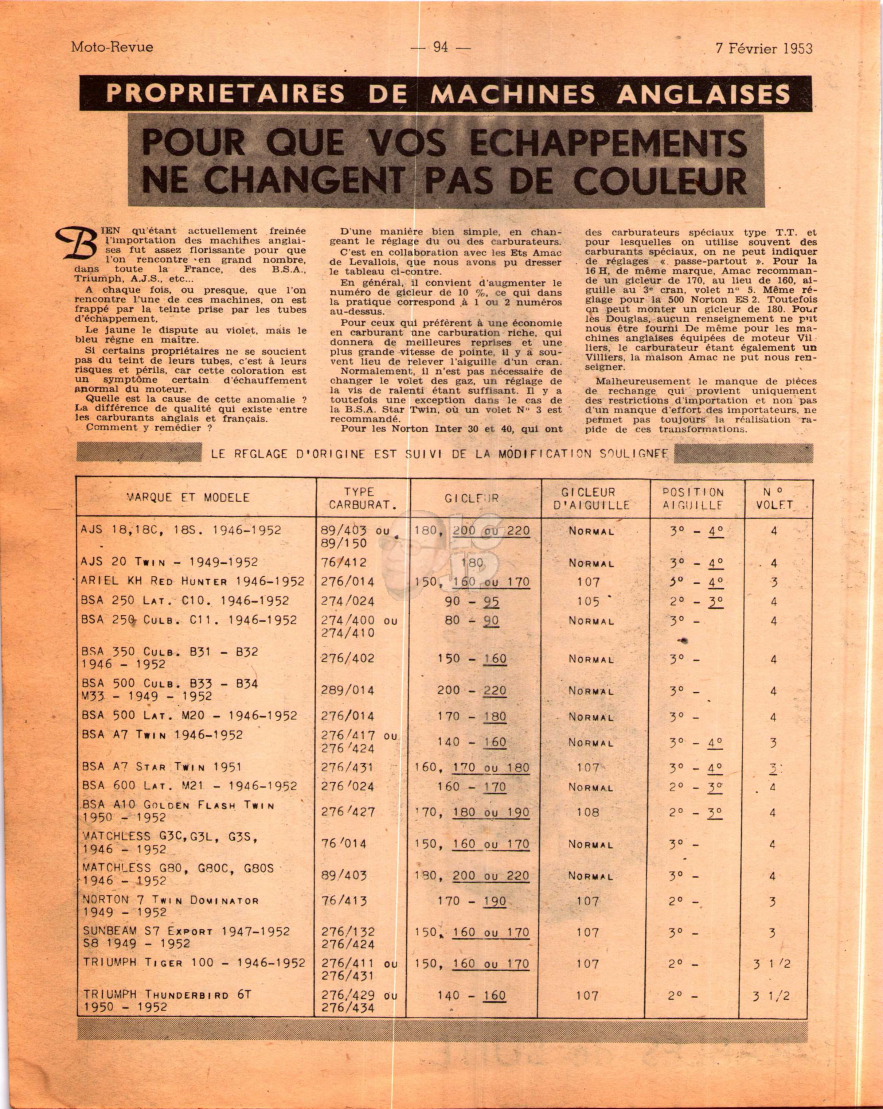 Moto-Revue
— 94 —
7 Février 1953
PROPRIETAIRES DE MACHINES ANGLAISES
POUR QUE VOS ECHAPPEMENTS
NE CHANGENT PAS DE COULEUR
BIEN qu'étant actuellement freinée
l'importation des machines anglai-
ses fut assez florissante pour que
l'on rencontre en grand nombre,
dans toute la France, des B.S.A.,
Triumph, A.J.S., etc...
A chaque fois, ou presque, que l'on
rencontre l'une de ces machines, on est
frappé par la teinte prise par les tubes
d'échappement.
Le jaune le dispute au violet, mais le
bleu règne en maître.
Si certains propriétaires ne se soucient
pas du teint de leurs tubes, c'est à leurs
risques et périls, car cette coloration est
un symptôme certain d'échauffement
anormal du moteur.
Quelle est la cause de cette anomalie ?
La différence de qualité qui existe entre
les carburants anglais et français.
Comment y remédier ?
D'une manière bien simple, en chan-
geant le réglage du ou des carburateurs.
C'est en collaboration avec les Ets Amac
de Levallois, que nous avons pu dresser
le tableau ci-contre.
En général, il convient d'augmenter le
numéro de gicleur de 10 %, ce qui dans
la pratique correspond à 1 ou 2 numéros
au-dessus.
Pour ceux qui préfèrent à une économie
en carburant une carburation riche, qui
donnera de meilleures reprises et une
plus grande vitesse de pointe, il y a sou-
vent lieu de relever l'aiguille d'un cran.
Normalement, il n'est pas nécessaire de
changer le volet des gaz, un réglage de
la vis de ralenti étant suffisant. Il y a
toutefois une exception dans le cas de
la B.S.A. Star Twin, où un volet N° 3 est
recommandé.
Pour les Norton Inter 30 et 40, qui ont
des carburateurs spéciaux type T.T. et
pour lesquelles on utilise souvent des
carburants spéciaux, on ne peut indiquer
de réglages « passe-partout ». Pour la
16 H, de même marque, Amac recomman-
de un gicleur de 170, au lieu de 160, ai-
guille au 3e cran, volet n° 5. Même ré-
glage pour la 500 Norton ES 2. Toutefois
on peut monter un gicleur de 180. Pour
les Douglas, aucun renseignement ne put
nous être fourni De même pour les ma-
chines anglaises équipées de moteur Vil-
liers, le carburateur étant également un
Villiers, la maison Amac ne put nous ren-
seigner.
Malheureusement le manque de pièces
de rechange qui provient uniquement
des restrictions d'importation et non pas
d'un manque d'effort des importateurs, ne
permet pas toujours la réalisation ra-
pide de ces transformations.
LE REGLAGE D'ORIGINE EST SUIVI DE LA MODIFICATION SOULIGNEE
MARQUE ET MODELE TYPE CARBURAT. GICLEUR GICLEUR D'AIGUILLE POSITION AIGUILLE N° VOLET
AJS 18,18C, 18S. 1946-1952 89/403 ou 180, 200 ou 220 NORMAL 3° - 4° 4
89/150
AJS 20 TWIN - 1949-1952 76/412 180 NORMAL 3° - 4° 4
ARIEL KH RED HUNTER 1946-1952 276/014 150, 160 ou 170 107 3° - 4° 3
BSA 250 LAT. C10. 1946-1952 274/024 90 - 95 105 2° - 3° 4
BSA 250 CULB. C11. 1946-1952 274/400 ou 80 - 90 NORMAL 3° - 4
274/410
BSA 350 CULB. B31 - B32
1946 - 1952 276/402 150 - 160 NORMAL 3° - 4
BSA 500 CULB. B33 - B34
M33 - 1949 - 1952 289/014 200 - 220 NORMAL 3° - 4
BSA 500 LAT. M20 - 1946-1952 276/014 170 - 180 NORMAL 3° - 4
BSA A7 TWIN 1946-1952 276/417 ou 140 - 160 NORMAL 3° - 4° 3
276/424
BSA A7 STAR TWIN 1951 276/431 160, 170 ou 180 107 3° - 4° 3
BSA 600 LAT. M21 - 1946-1952 276/024 160 - 170 NORMAL 2° - 3° 4
BSA A10 GOLDEN FLASH TWIN
1950 - 1952 276/427 170, 180 ou 190 108 2° - 3° 4
MATCHLESS G3C,G3L, G3S,
1946 - 1952 76/014 150, 160 ou 170 NORMAL 3° - 4
MATCHLESS G80, G80C, G80S
1946 - 1952 89/403 180, 200 ou 220 NORMAL 3° - 4
NORTON 7 TWIN DOMINATOR
1949 - 1952 76/413 170 - 190 107 2° - 3
SUNBEAM S7 EXPORT 1947-1952 276/132 150, 160 ou 170 107 3° - 3
S8 1949 - 1952 276/424
TRIUMPH TIGER 100 - 1946-1952 276/411 ou 150, 160 ou 170 107 2° - 3 1/2
276/431
TRIUMPH THUNDERBIRD 6T 276/429 ou 140 - 160 107 2° - 3 1/2
1950 - 1952 276/434